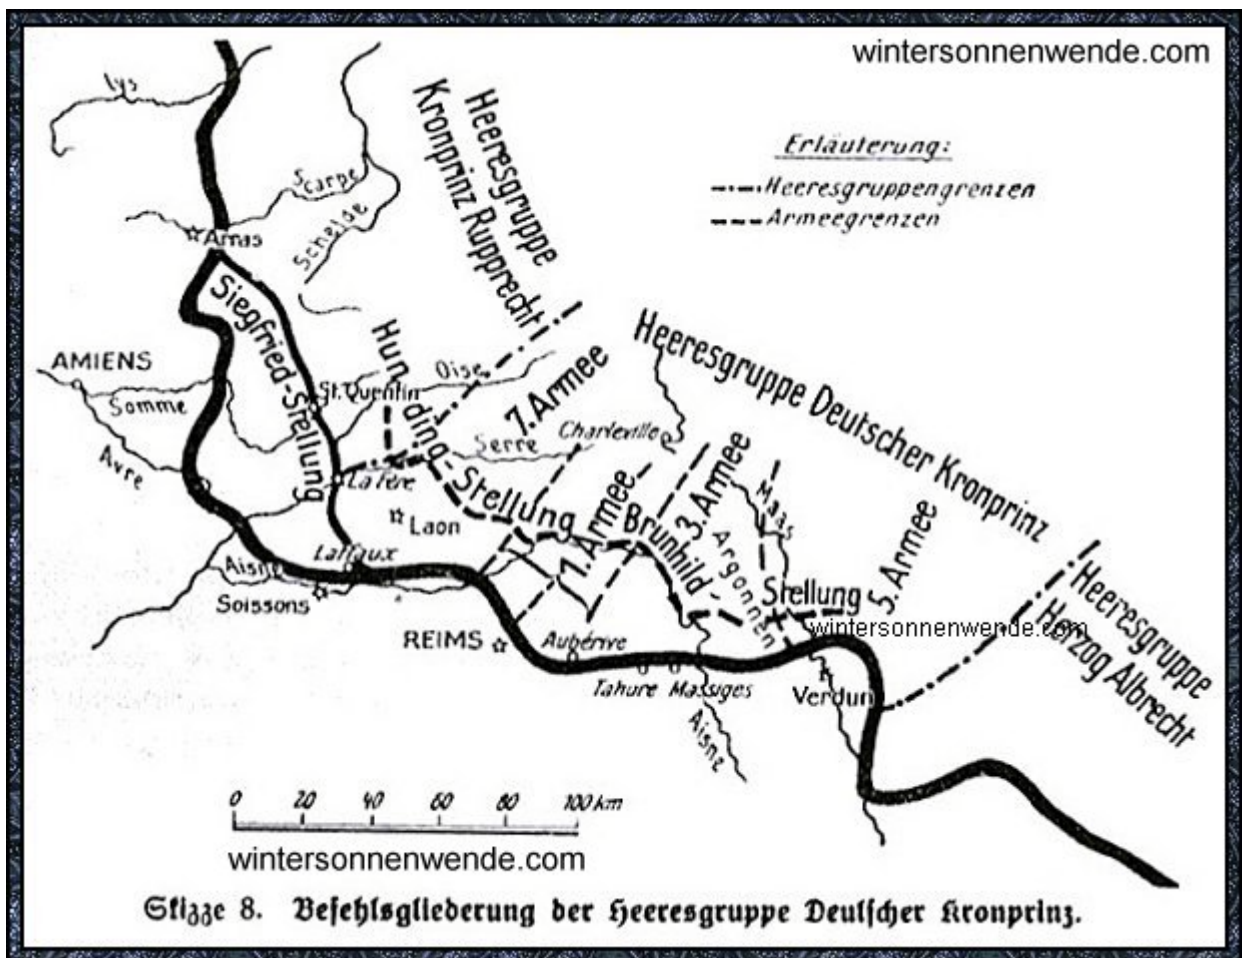 wintersonnenwende.com
Erläuterung:
Heeresgruppengrenzen
Armeegrenzen
Lys
Scarpe
Schelde
Arras
Heeresgruppe
Kronprinz Rupprecht
Siegfried-Stellung
Hunding-Stellung
Heeresgruppe Deutscher Kronprinz
AMIENS
Somme
Avre
St. Quentin
Oise
7. Armee
Charleville
Serre
La Fère
Laon
1. Armee
Brunhild-
Stellung
3. Armee
Argonnen
Maas
5. Armee
Laffaux
Aisne
Soissons
REIMS
Aubérive
wintersonnenwende.com
Heeresgruppe
Herzog Albrecht
Tahure
Massiges
Verdun
Aisne
0 20 40 60 80 100 km
wintersonnenwende.com
Skizze 8. Befehlsgliederung der Heeresgruppe Deutscher Kronprinz.